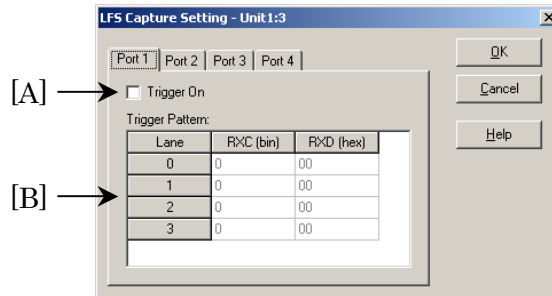 LFS Capture Setting - Unit1:3
Port 1 Port 2 Port 3 Port 4
OK
Cancel
Help
[A]
Trigger On
Trigger Pattern:
Lane RXC (bin) RXD (hex)
0 0 00
1 0 00
2 0 00
3 0 00
[B]